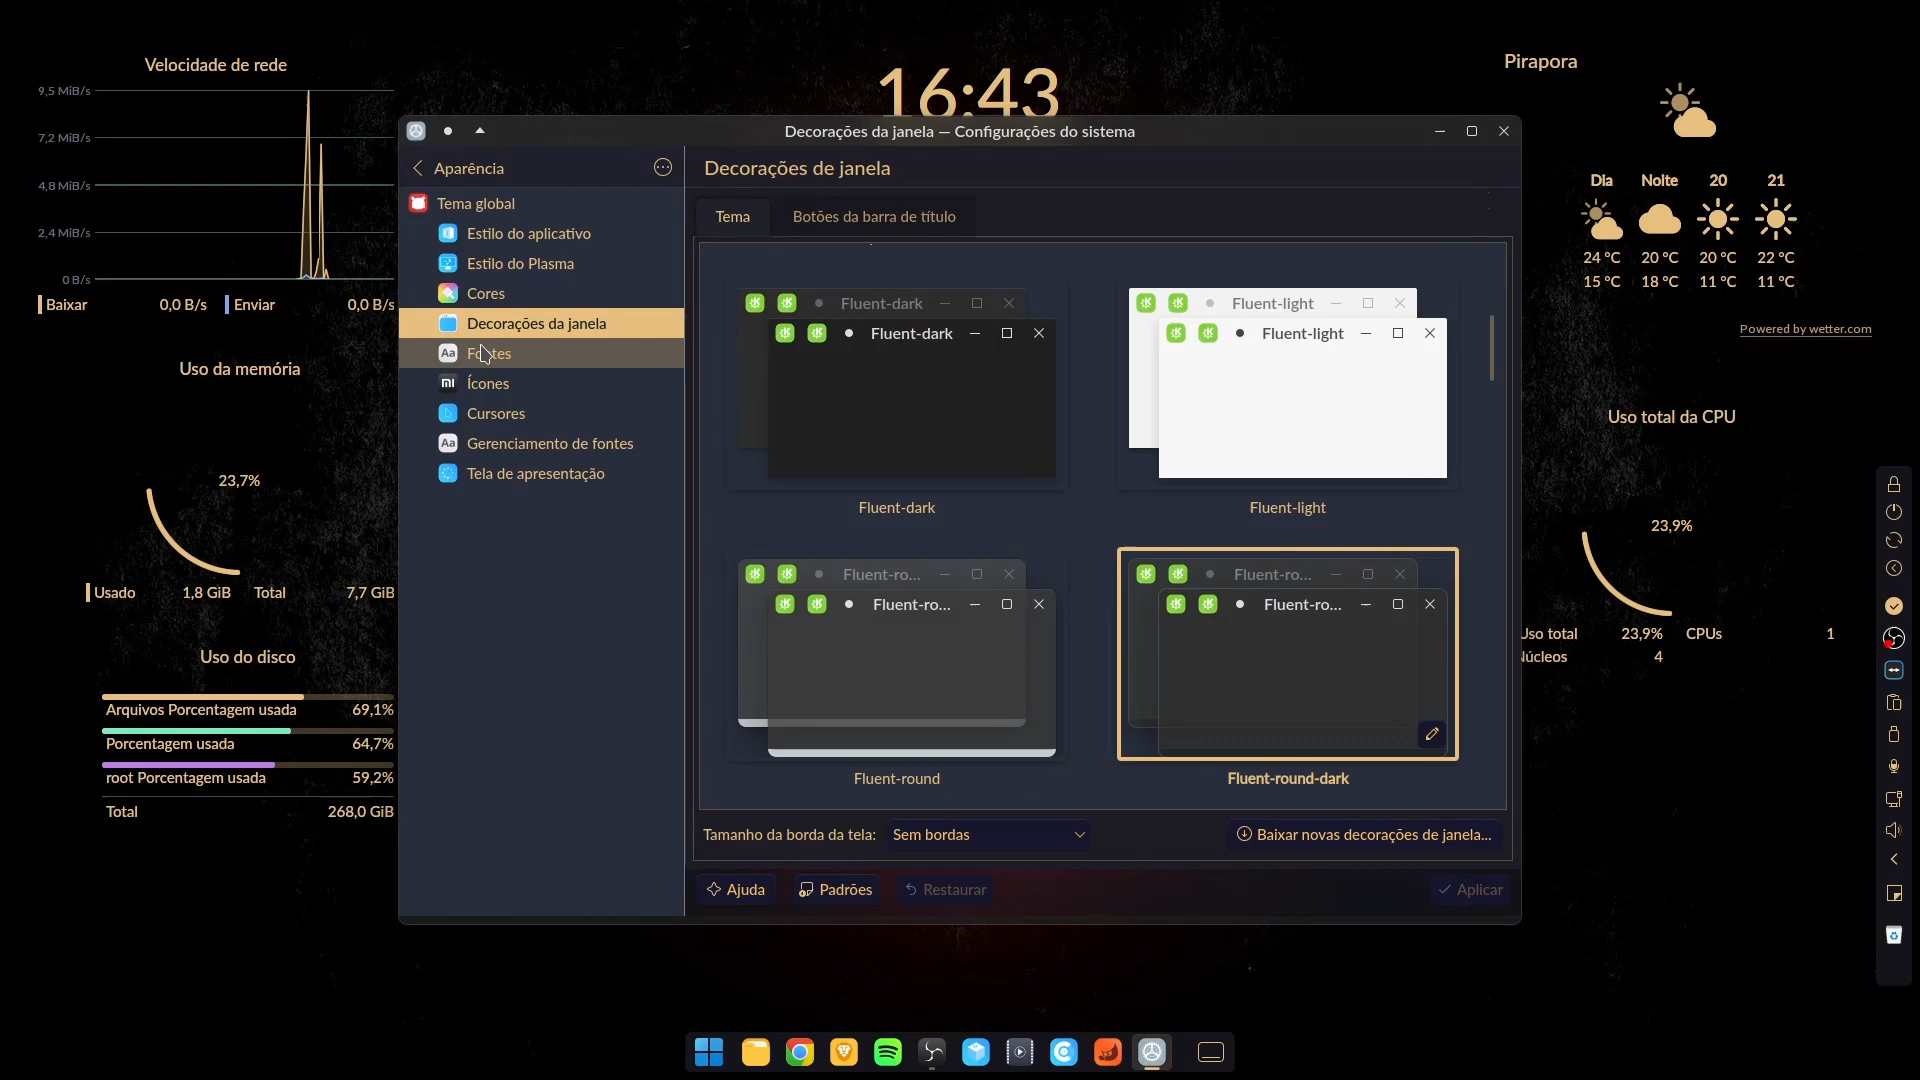 Velocidade de rede
9,5 MiB/s
7,2 MiB/s
4,8 MiB/s
2,4 MiB/s
0 B/s
Baixar 0,0 B/s Enviar 0,0 B/s
Uso da memória
23,7%
Usado 1,8 GiB Total 7,7 GiB
Uso do disco
Arquivos Porcentagem usada 69,1%
Porcentagem usada 64,7%
root Porcentagem usada 59,2%
Total 268,0 GiB
16:43
Decorações da janela — Configurações do sistema
Aparência
Tema global
Estilo do aplicativo
Estilo do Plasma
Cores
Decorações da janela
Aa Fontes
Ícones
Cursores
Aa Gerenciamento de fontes
Tela de apresentação
Decorações de janela
Tema Botões da barra de título
Fluent-dark
Fluent-dark
Fluent-dark
Fluent-light
Fluent-light
Fluent-light
Fluent-ro...
Fluent-ro...
Fluent-round
Fluent-ro...
Fluent-ro...
Fluent-round-dark
Tamanho da borda da tela: Sem bordas Baixar novas decorações de janela...
Ajuda Padrões Restaurar Aplicar
Pirapora
Dia Noite 20 21
24 °C 20 °C 20 °C 22 °C
15 °C 18 °C 11 °C 11 °C
Powered by wetter.com
Uso total da CPU
23,9%
Uso total 23,9% CPUs 1
Núcleos 4